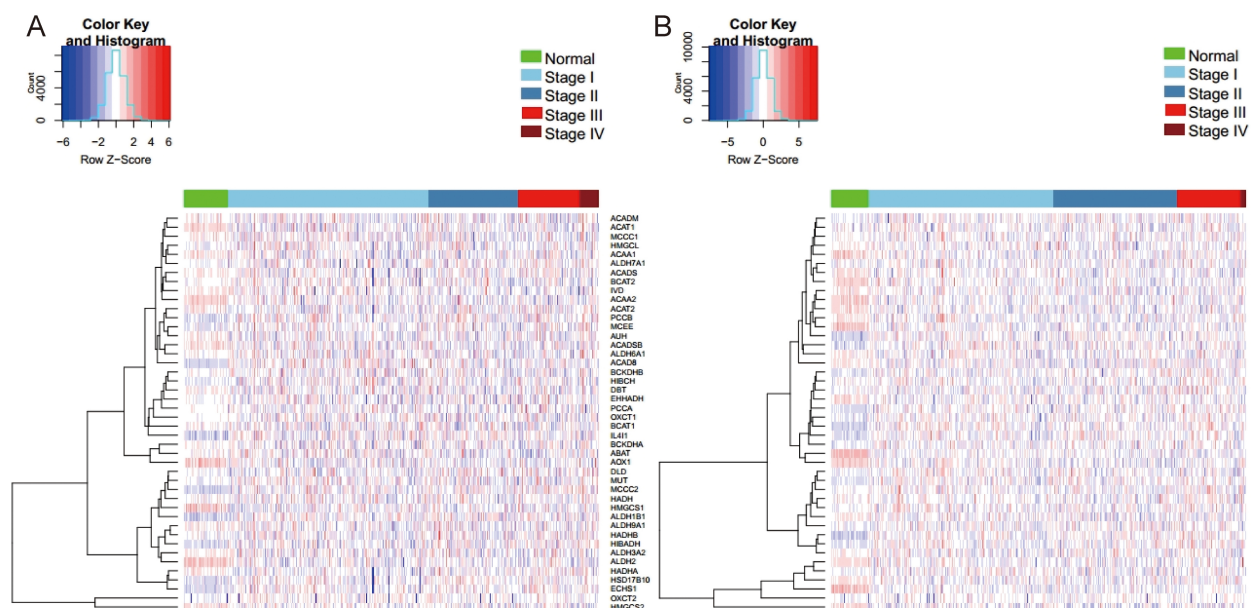 A
Color Key
and Histogram
Count
0
4000
−6
−2
0
2
4
6
Row Z−Score
Normal
Stage I
Stage II
Stage III
Stage IV
ACADM
ACAT1
MCCC1
HMGCL
ACAA1
ALDH7A1
ACADS
BCAT2
IVD
ACAA2
ACAT2
PCCB
MCEE
AUH
ACADSB
ALDH6A1
ACAD8
BCKDHB
HIBCH
DBT
EHHADH
PCCA
OXCT1
BCAT1
IL4I1
BCKDHA
ABAT
AOX1
DLD
MUT
MCCC2
HADH
HMGCS1
ALDH1B1
ALDH9A1
HADHB
HIBADH
ALDH3A2
ALDH2
HADHA
HSD17B10
ECHS1
OXCT2
HMGCS2
B
Color Key
and Histogram
Count
0
4000
10000
−5
0
5
Row Z−Score
Normal
Stage I
Stage II
Stage III
Stage IV